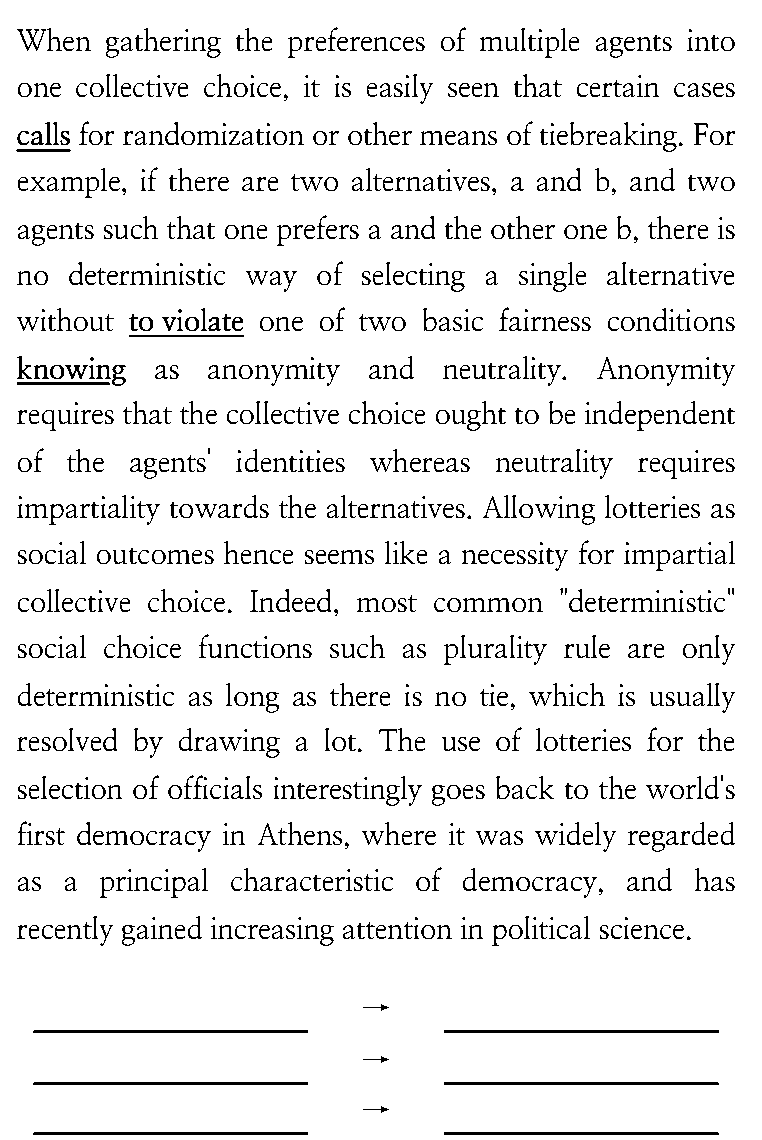 When gathering the preferences of multiple agents into
one collective choice, it is easily seen that certain cases
calls for randomization or other means of tiebreaking. For
example, if there are two alternatives, a and b, and two
agents such that one prefers a and the other one b, there is
no deterministic way of selecting a single alternative
without to violate one of two basic fairness conditions
knowing as anonymity and neutrality. Anonymity
requires that the collective choice ought to be independent
of the agents' identities whereas neutrality requires
impartiality towards the alternatives. Allowing lotteries as
social outcomes hence seems like a necessity for impartial
collective choice. Indeed, most common "deterministic"
social choice functions such as plurality rule are only
deterministic as long as there is no tie, which is usually
resolved by drawing a lot. The use of lotteries for the
selection of officials interestingly goes back to the world's
first democracy in Athens, where it was widely regarded
as a principal characteristic of democracy, and has
recently gained increasing attention in political science.
→
→
→